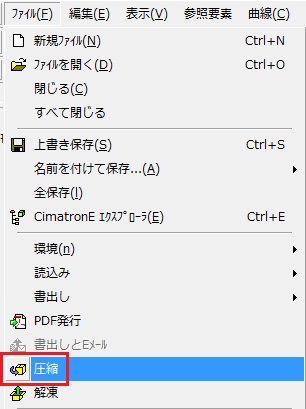 ファイル(F) 編集(E) 表示(V) 参照要素 曲線(C)
新規ファイル(N) Ctrl+N
ファイルを開く(D) Ctrl+O
閉じる(C)
すべて閉じる
上書き保存(S) Ctrl+S
名前を付けて保存...(A)
全保存(I)
CimatronE エクスプローラ(E) Ctrl+E
環境(n)
読込み
書出し
PDF発行
書出しとEメール
圧縮
解凍